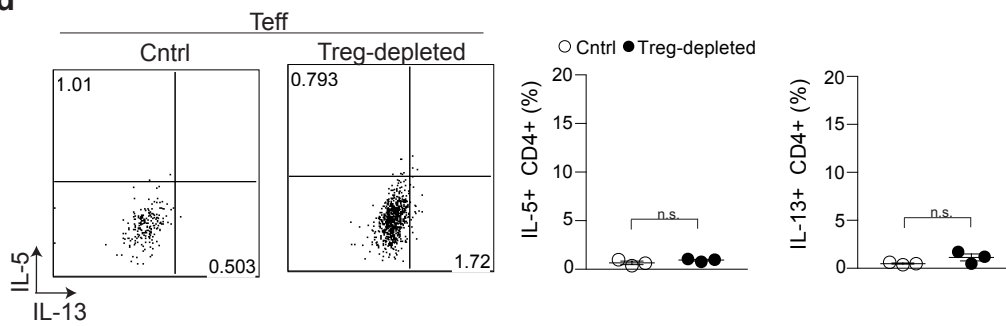 d
Teff
Cntrl
Treg-depleted
1.01
0.503
0.793
1.72
IL-5
IL-13
Cntrl Treg-depleted
IL-5+ CD4+ (%)
20
15
10
5
0
n.s.
IL-13+ CD4+ (%)
20
15
10
5
0
n.s.